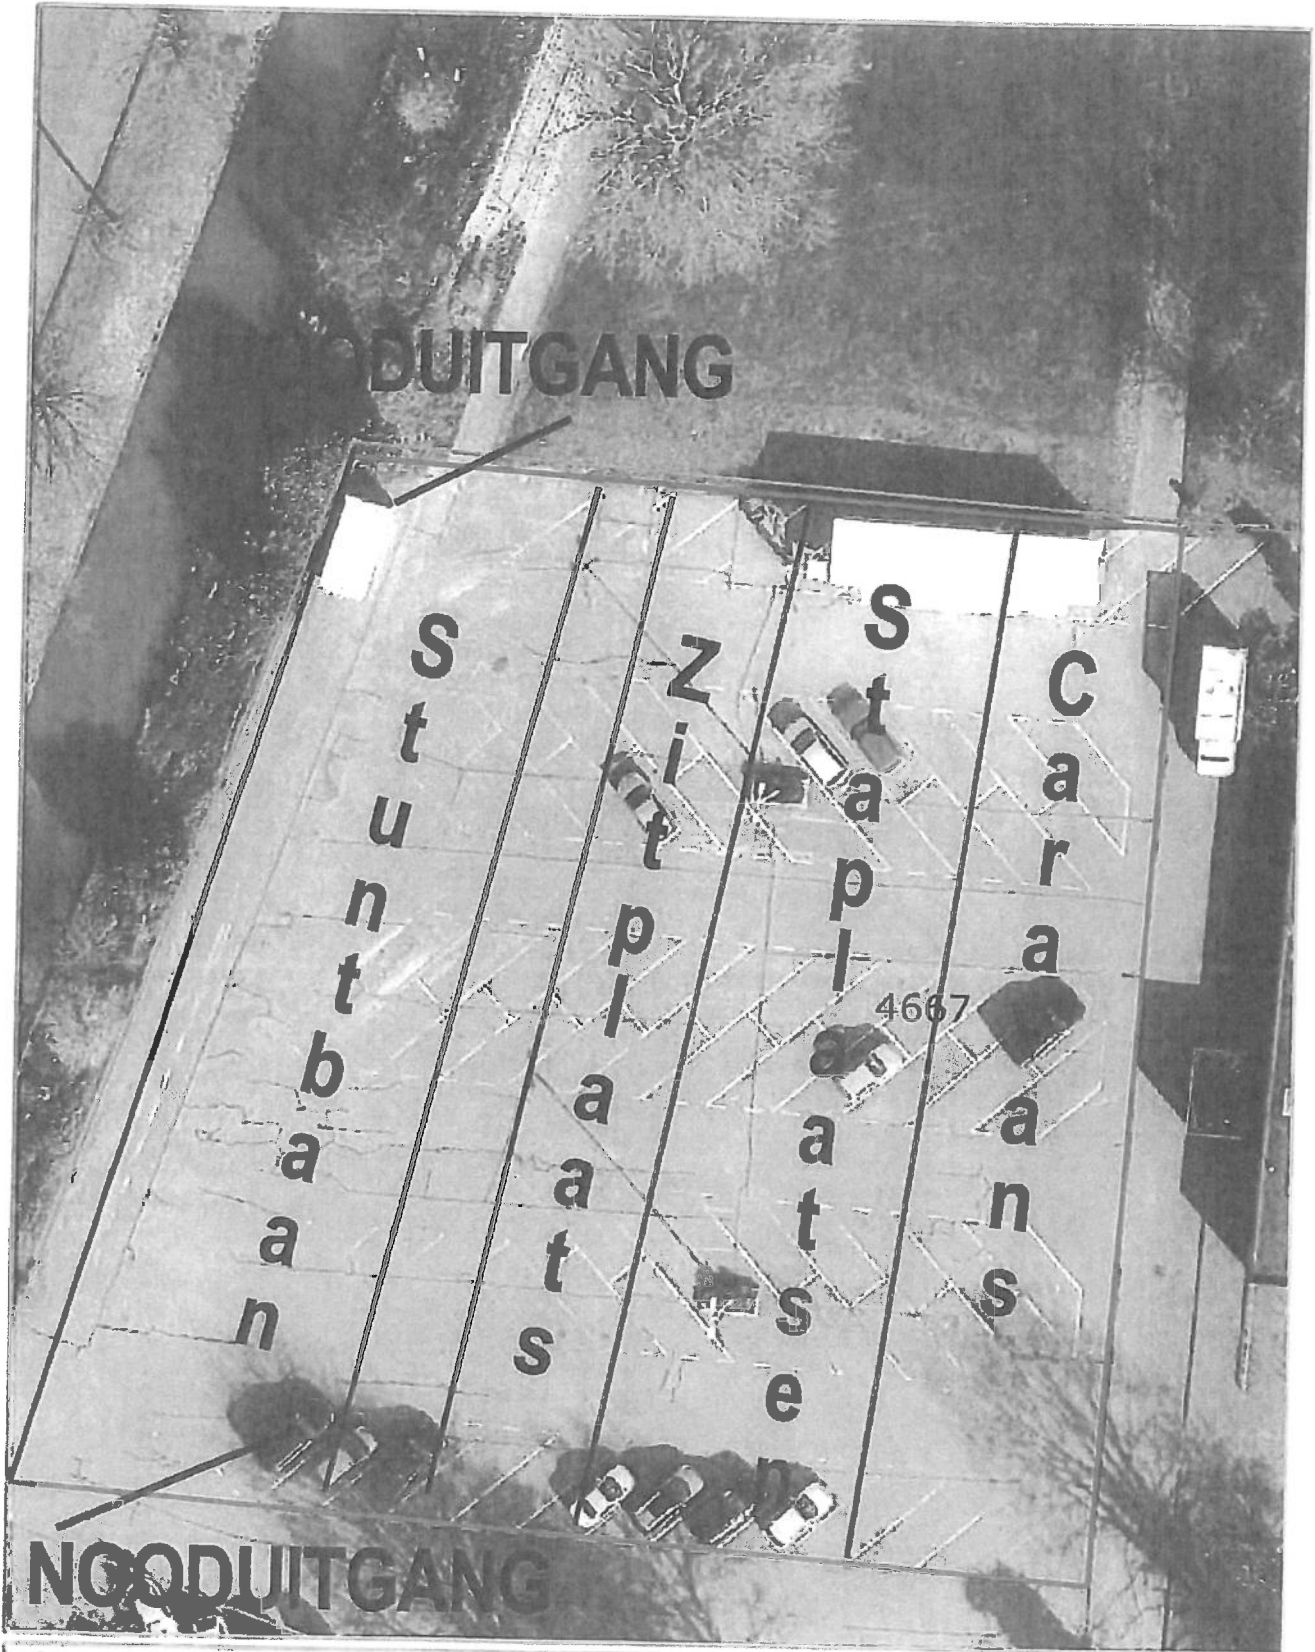 NOODUITGANG
Stuntbaan
Zitplaats
Staplaatsen
Caravans
4667
NOODUITGANG